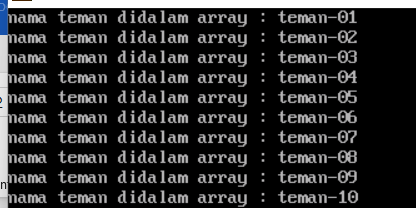 nama teman didalam array : teman-01
nama teman didalam array : teman-02
nama teman didalam array : teman-03
nama teman didalam array : teman-04
nama teman didalam array : teman-05
nama teman didalam array : teman-06
nama teman didalam array : teman-07
nama teman didalam array : teman-08
nama teman didalam array : teman-09
nama teman didalam array : teman-10